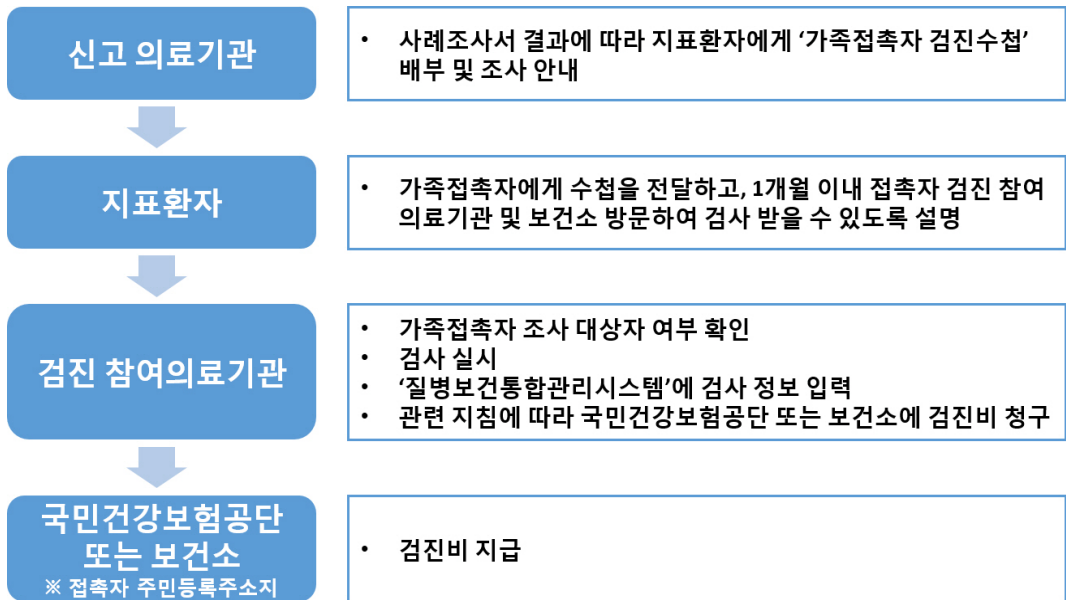 신고 의료기관
• 사례조사서 결과에 따라 지표환자에게 ‘가족접촉자 검진수첩’
배부 및 조사 안내
지표환자
• 가족접촉자에게 수첩을 전달하고, 1개월 이내 접촉자 검진 참여
의료기관 및 보건소 방문하여 검사 받을 수 있도록 설명
검진 참여의료기관
• 가족접촉자 조사 대상자 여부 확인
• 검사 실시
• ‘질병보건통합관리시스템’에 검사 정보 입력
• 관련 지침에 따라 국민건강보험공단 또는 보건소에 검진비 청구
국민건강보험공단
또는 보건소
※ 접촉자 주민등록주소지
• 검진비 지급